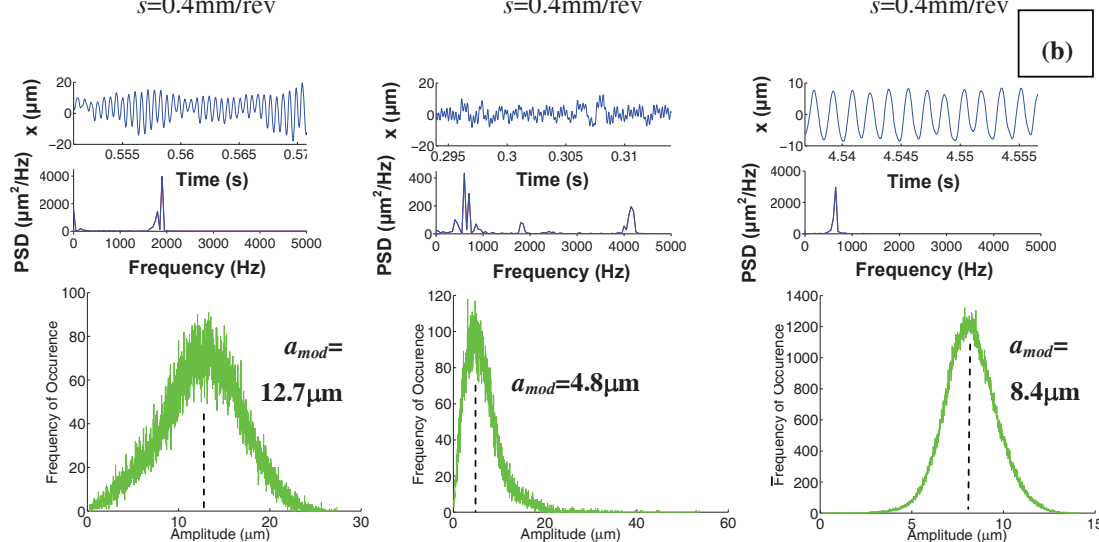 s=0.4mm/rev
s=0.4mm/rev
s=0.4mm/rev
(b)
x (µm)
20
0
−20
0.555 0.56 0.565 0.57
Time (s)
PSD (µm²/Hz)
4000
2000
0
0 1000 2000 3000 4000 5000
Frequency (Hz)
x (µm)
20
0
−20
0.295 0.3 0.305 0.31
Time (s)
PSD (µm²/Hz)
400
200
0
0 1000 2000 3000 4000 5000
Frequency (Hz)
x (µm)
10
0
−10
4.54 4.545 4.55 4.555
Time (s)
PSD (µm²/Hz)
4000
2000
0
0 1000 2000 3000 4000 5000
Frequency (Hz)
Frequency of Occurence
100
80
60
40
20
0
0 10 20 30
Amplitude (µm)
a_mod=
12.7µm
Frequency of Occurence
120
100
80
60
40
20
0
0 20 40 60
Amplitude (µm)
a_mod=4.8µm
Frequency of Occurence
1400
1200
1000
800
600
400
200
0
0 5 10 15
Amplitude (µm)
a_mod=
8.4µm